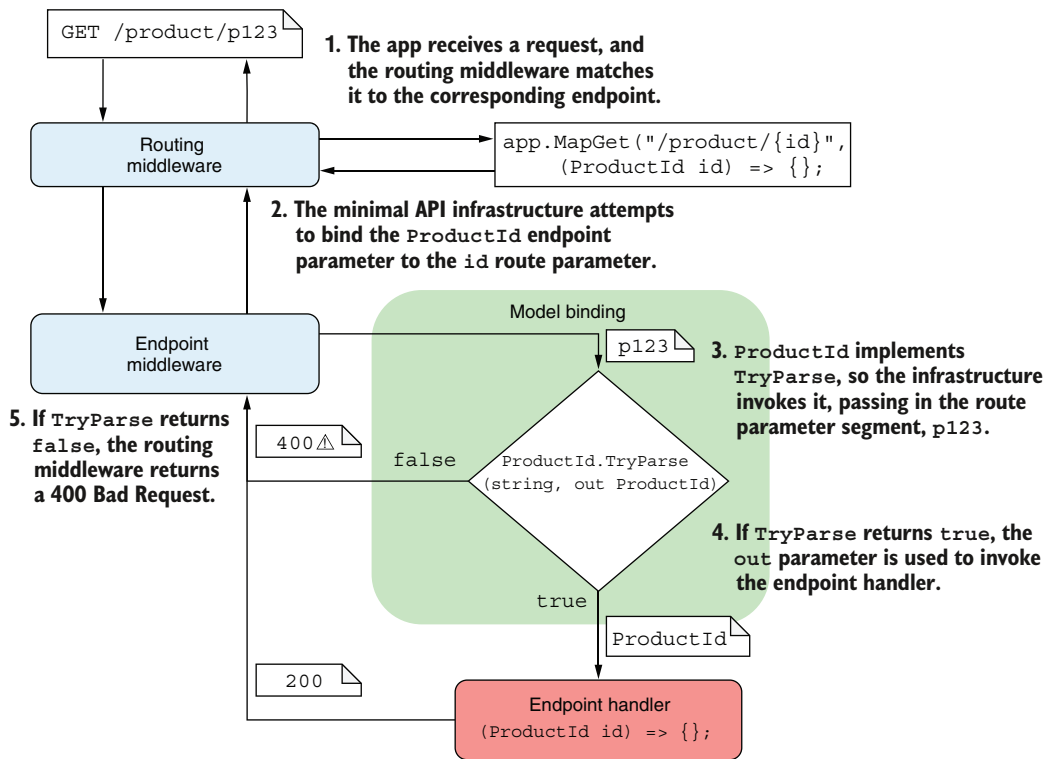 GET /product/p123
1. The app receives a request, and
the routing middleware matches
it to the corresponding endpoint.
Routing
middleware
app.MapGet("/product/{id}",
(ProductId id) => {};
2. The minimal API infrastructure attempts
to bind the ProductId endpoint
parameter to the id route parameter.
Model binding
Endpoint
middleware
p123
3. ProductId implements
TryParse, so the infrastructure
invokes it, passing in the route
parameter segment, p123.
5. If TryParse returns
false, the routing
middleware returns
a 400 Bad Request.
400⚠
false
ProductId.TryParse
(string, out ProductId)
4. If TryParse returns true, the
out parameter is used to invoke
the endpoint handler.
true
ProductId
200
Endpoint handler
(ProductId id) => {};